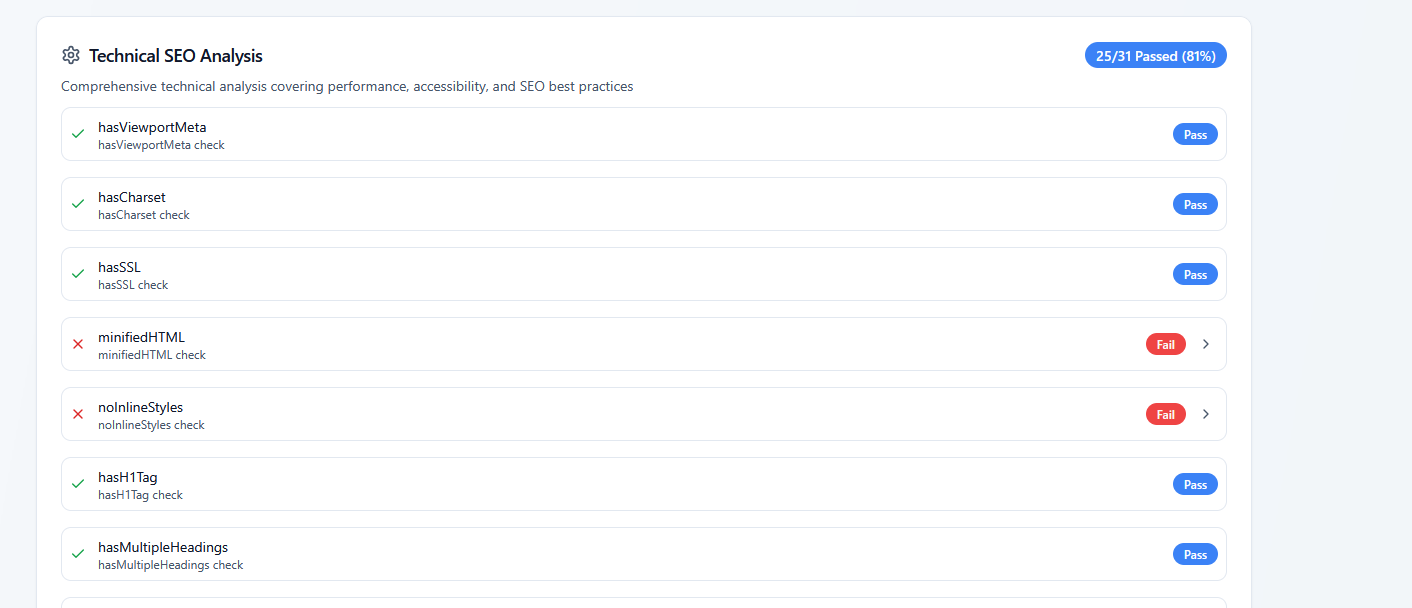 Technical SEO Analysis
25/31 Passed (81%)
Comprehensive technical analysis covering performance, accessibility, and SEO best practices
hasViewportMeta
hasViewportMeta check
Pass
hasCharset
hasCharset check
Pass
hasSSL
hasSSL check
Pass
minifiedHTML
minifiedHTML check
Fail
noInlineStyles
noInlineStyles check
Fail
hasH1Tag
hasH1Tag check
Pass
hasMultipleHeadings
hasMultipleHeadings check
Pass